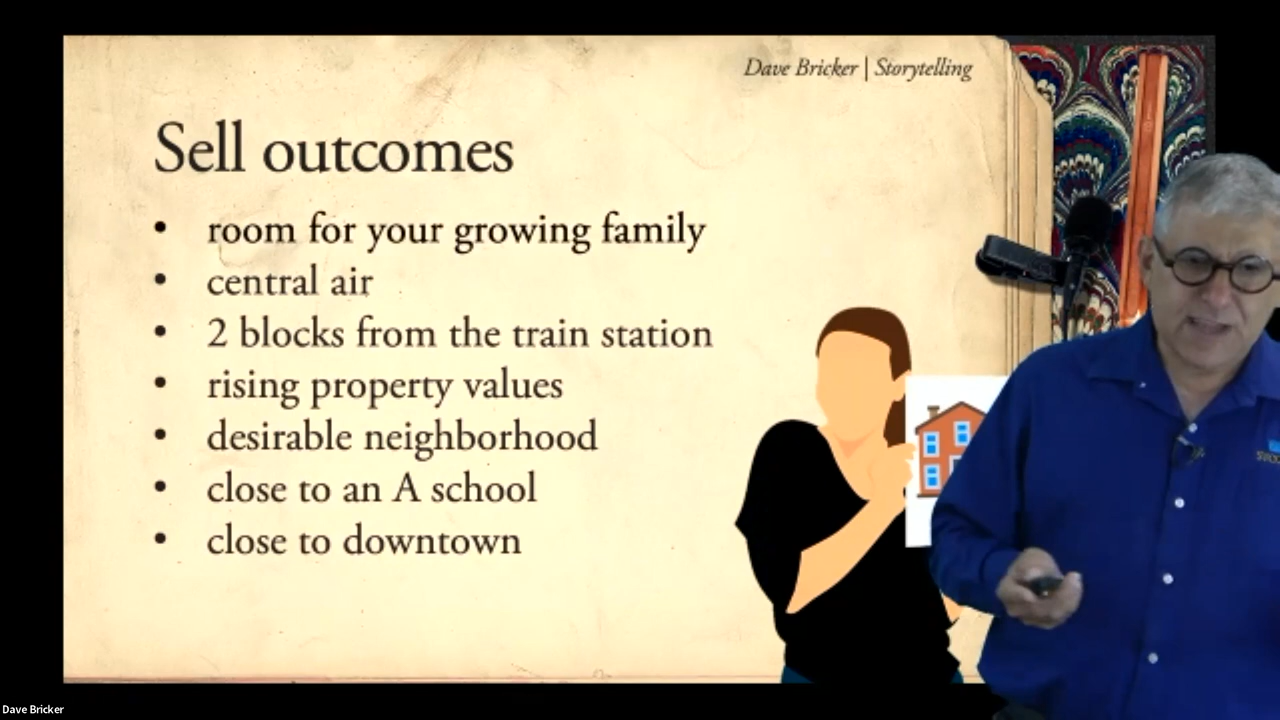 Dave Bricker | Storytelling
Sell outcomes
• room for your growing family
• central air
• 2 blocks from the train station
• rising property values
• desirable neighborhood
• close to an A school
• close to downtown
Dave Bricker